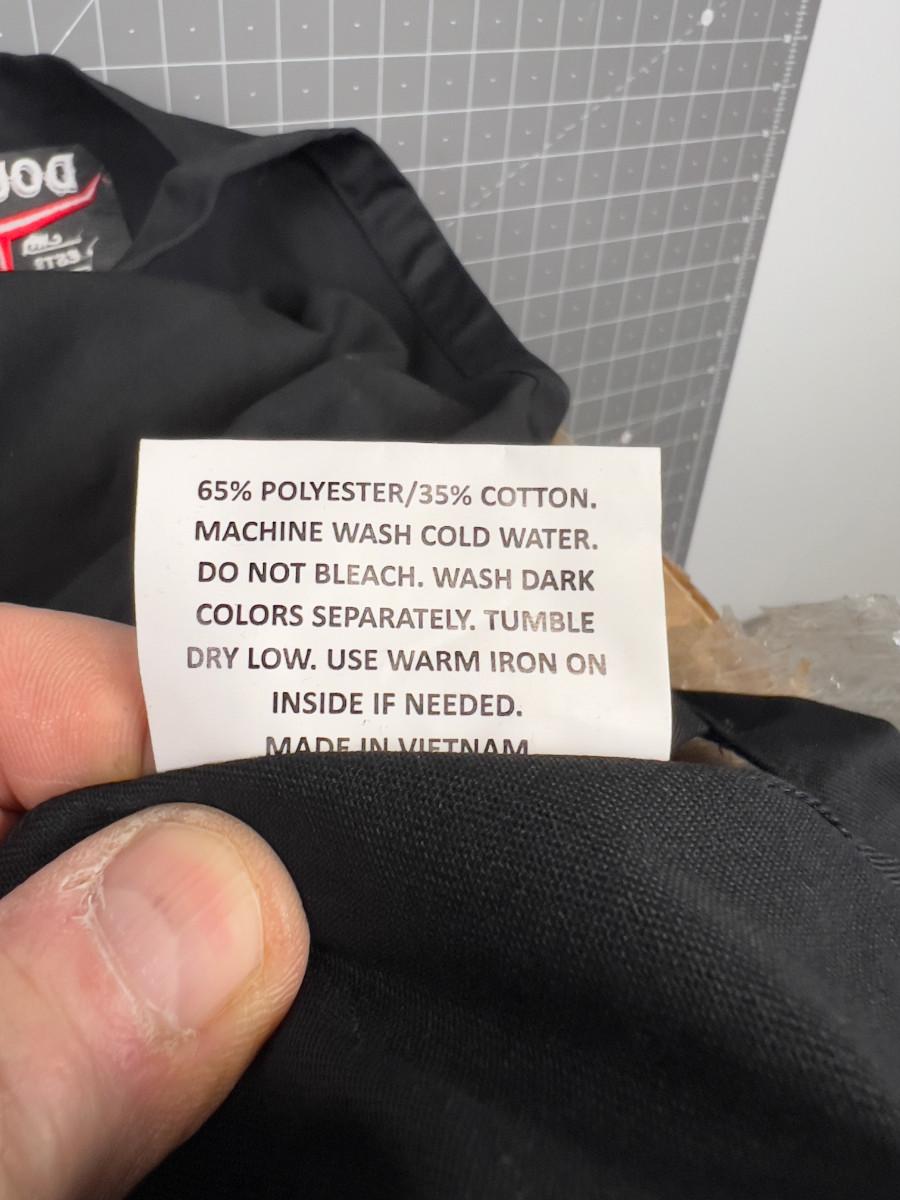 65% POLYESTER/35% COTTON.
MACHINE WASH COLD WATER.
DO NOT BLEACH. WASH DARK
COLORS SEPARATELY. TUMBLE
DRY LOW. USE WARM IRON ON
INSIDE IF NEEDED.
MADE IN VIETNAM